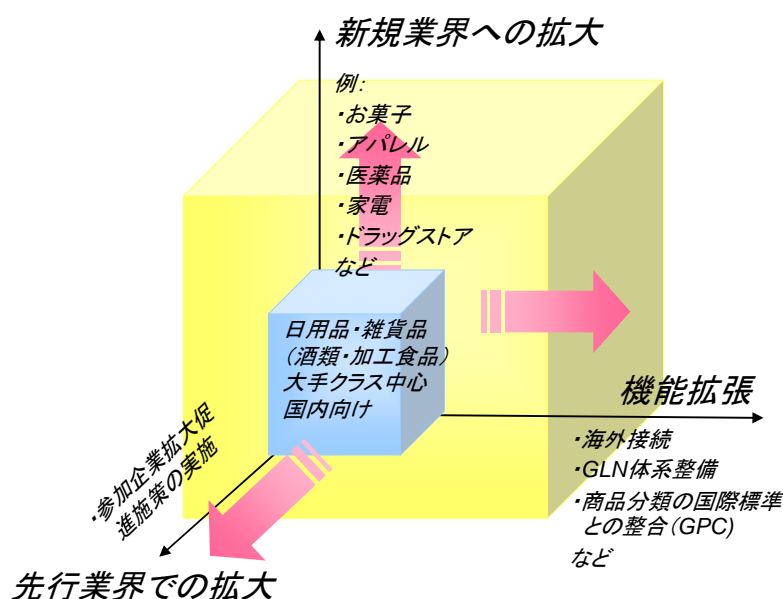 新規業界への拡大
例：
・お菓子
・アパレル
・医薬品
・家電
・ドラッグストア
など
日用品・雑貨品
（酒類・加工食品）
大手クラス中心
国内向け
機能拡張
・海外接続
・GLN体系整備
・商品分類の国際標準
との整合（GPC)
など
・参加企業拡大促
進施策の実施
先行業界での拡大